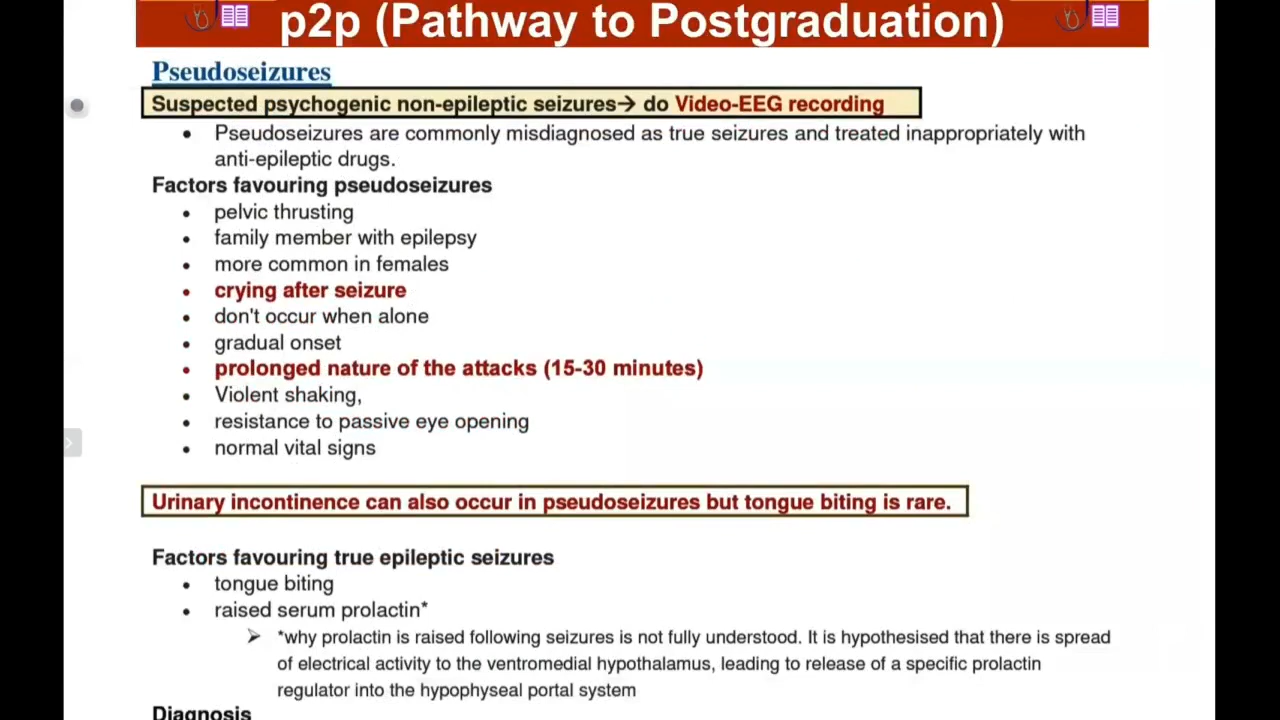 p2p (Pathway to Postgraduation)
Pseudoseizures
Suspected psychogenic non-epileptic seizures→ do Video-EEG recording
• Pseudoseizures are commonly misdiagnosed as true seizures and treated inappropriately with
anti-epileptic drugs.
Factors favouring pseudoseizures
• pelvic thrusting
• family member with epilepsy
• more common in females
• crying after seizure
• don't occur when alone
• gradual onset
• prolonged nature of the attacks (15-30 minutes)
• Violent shaking,
• resistance to passive eye opening
• normal vital signs
Urinary incontinence can also occur in pseudoseizures but tongue biting is rare.
Factors favouring true epileptic seizures
• tongue biting
• raised serum prolactin*
➢ *why prolactin is raised following seizures is not fully understood. It is hypothesised that there is spread
of electrical activity to the ventromedial hypothalamus, leading to release of a specific prolactin
regulator into the hypophyseal portal system
Diagnosis